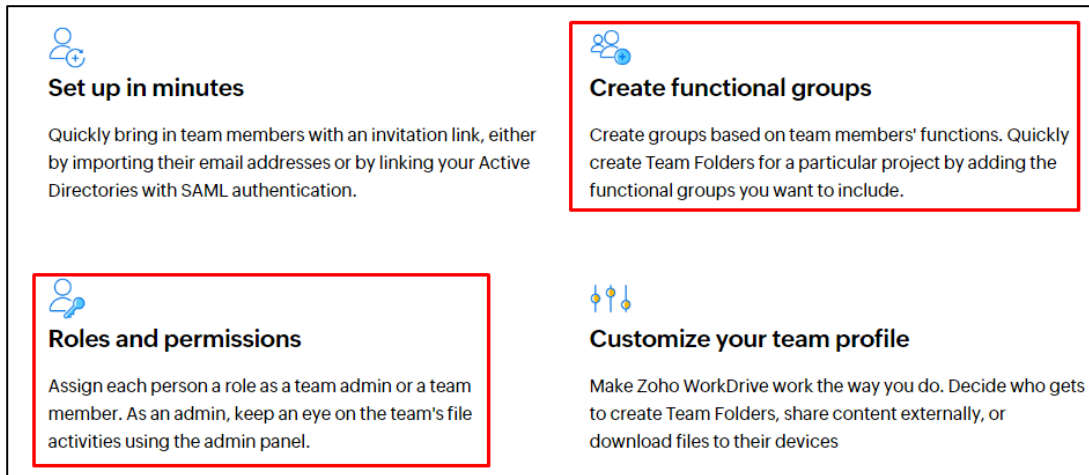 Set up in minutes
Quickly bring in team members with an invitation link, either
by importing their email addresses or by linking your Active
Directories with SAML authentication.
Create functional groups
Create groups based on team members' functions. Quickly
create Team Folders for a particular project by adding the
functional groups you want to include.
Roles and permissions
Assign each person a role as a team admin or a team
member. As an admin, keep an eye on the team's file
activities using the admin panel.
Customize your team profile
Make Zoho WorkDrive work the way you do. Decide who gets
to create Team Folders, share content externally, or
download files to their devices